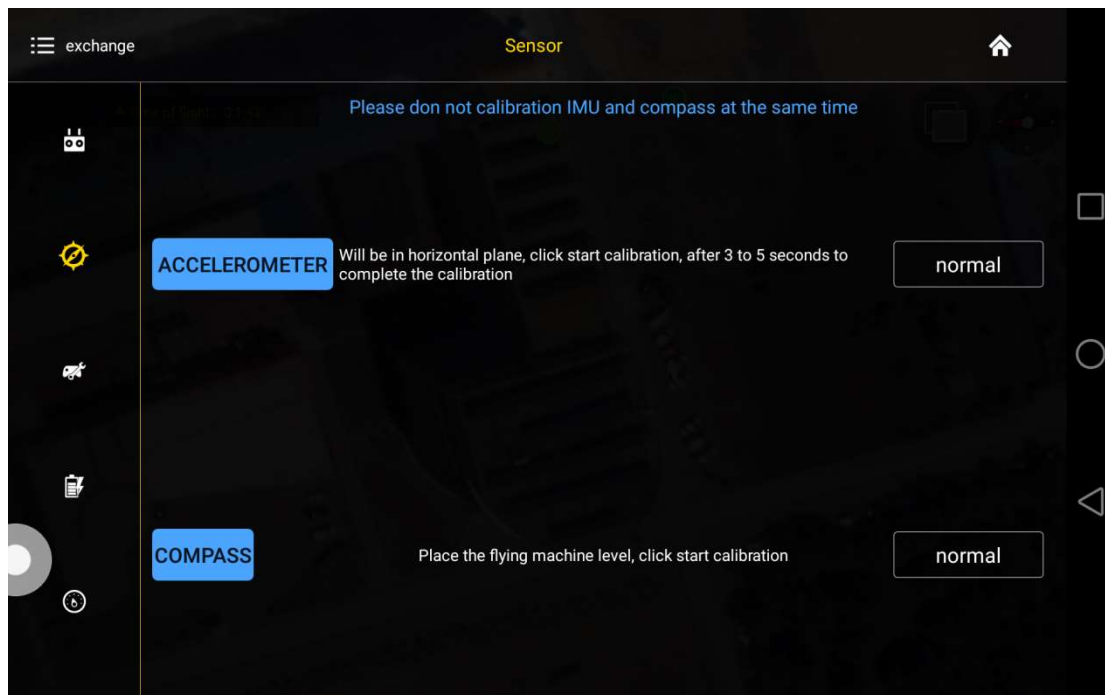 exchange
Sensor
Please don not calibration IMU and compass at the same time
ACCELEROMETER
Will be in horizontal plane, click start calibration, after 3 to 5 seconds to
complete the calibration
normal
COMPASS
Place the flying machine level, click start calibration
normal